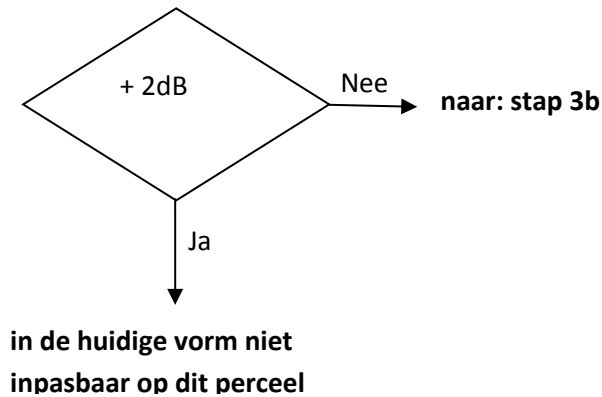 + 2dB
Nee
naar: stap 3b
Ja
in de huidige vorm niet
inpasbaar op dit perceel